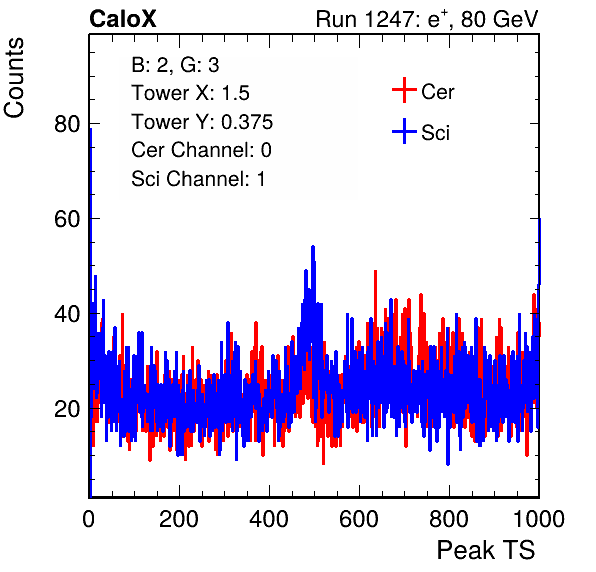 CaloX
Run 1247: e+, 80 GeV
Counts
B: 2, G: 3
Tower X: 1.5
Tower Y: 0.375
Cer Channel: 0
Sci Channel: 1
Cer
Sci
80
60
40
20
0 200 400 600 800 1000
Peak TS